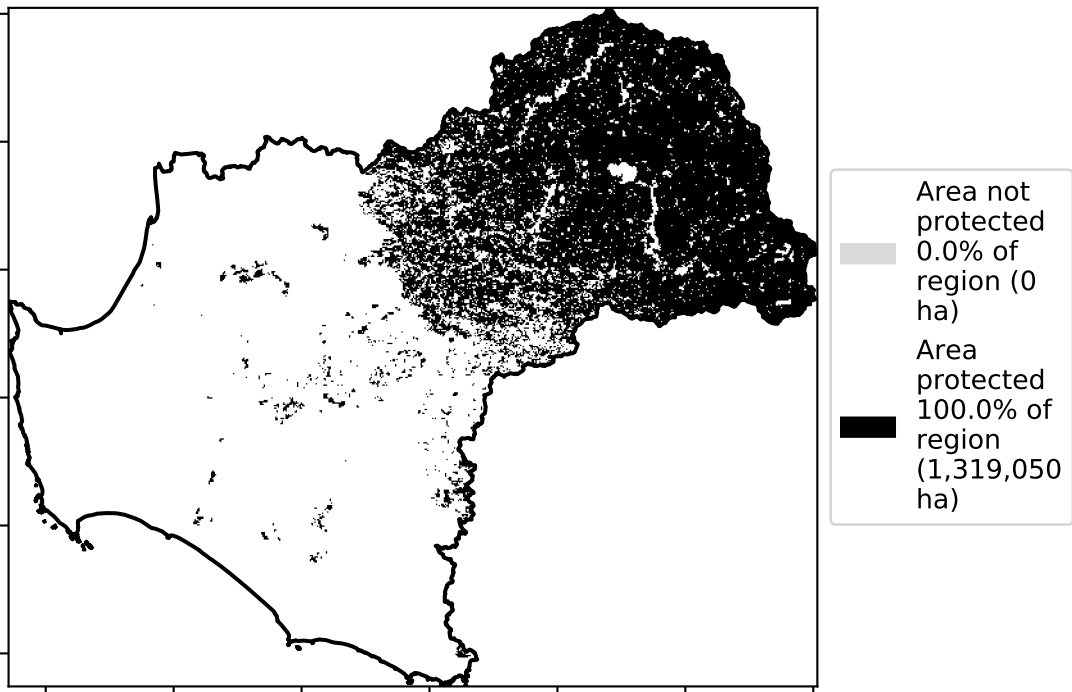 Area not
protected
0.0% of
region (0
ha)
Area
protected
100.0% of
region
(1,319,050
ha)